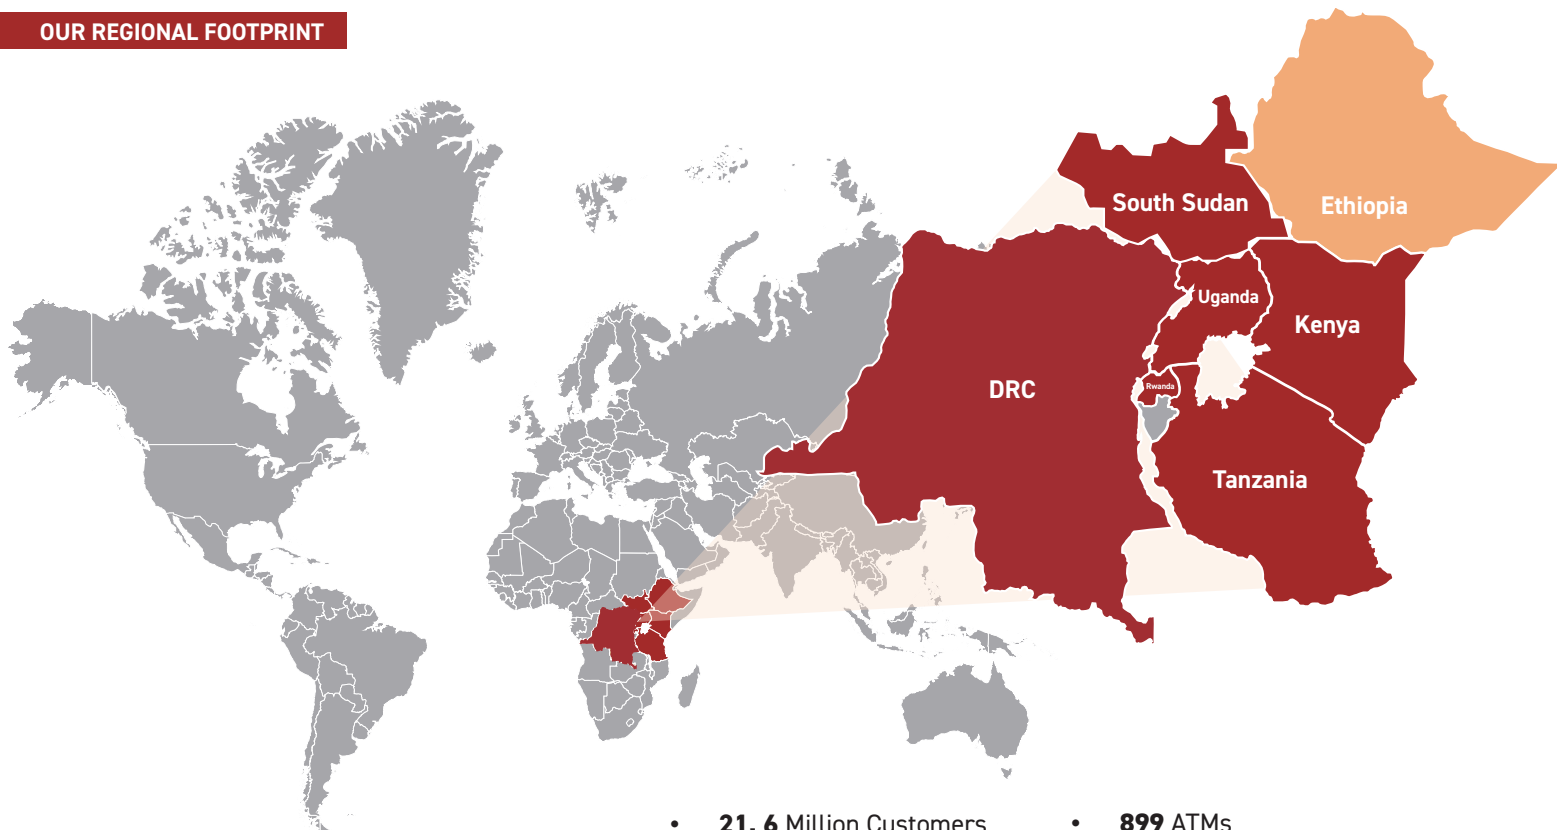 OUR REGIONAL FOOTPRINT
South Sudan
Ethiopia
Uganda
Kenya
DRC
Rwanda
Tanzania
• 21, 6 Million Customers
• 899 ATMs